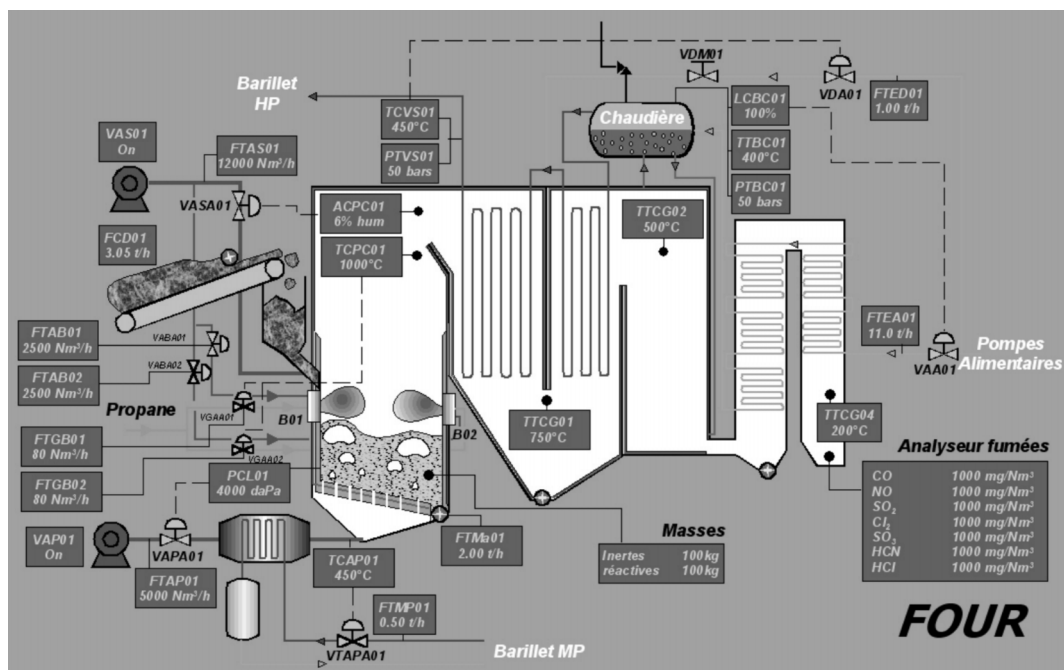 Barillet
HP
VAS01
On
FTAS01
12000 Nm³/h
VASA01
FCD01
3.05 t/h
TCVS01
450°C
PTVS01
50 bars
Chaudière
VDM01
VDA01
FTED01
1.00 t/h
LCBC01
100%
TTBC01
400°C
PTBC01
50 bars
ACPC01
6% hum
TCPC01
1000°C
TTCG02
500°C
FTAB01
2500 Nm³/h
VABA01
FTAB02
2500 Nm³/h
VABA02
Propane
VGAA01
B01
B02
FTGB01
80 Nm³/h
FTGB02
80 Nm³/h
VGAA02
TTCG01
750°C
FTEA01
11.0 t/h
VAA01
Pompes
Alimentaires
TTCG04
200°C
PCL01
4000 daPa
VAP01
On
VAPA01
FTAP01
5000 Nm³/h
TCAP01
450°C
FTMa01
2.00 t/h
FTMP01
0.50 t/h
VTAPA01
Barillet MP
Masses
Inertes 100kg
réactives 100kg
Analyseur fumées
CO 1000 mg/Nm³
NO 1000 mg/Nm³
SO₂ 1000 mg/Nm³
Cl₂ 1000 mg/Nm³
SO₃ 1000 mg/Nm³
HCN 1000 mg/Nm³
HCl 1000 mg/Nm³
FOUR